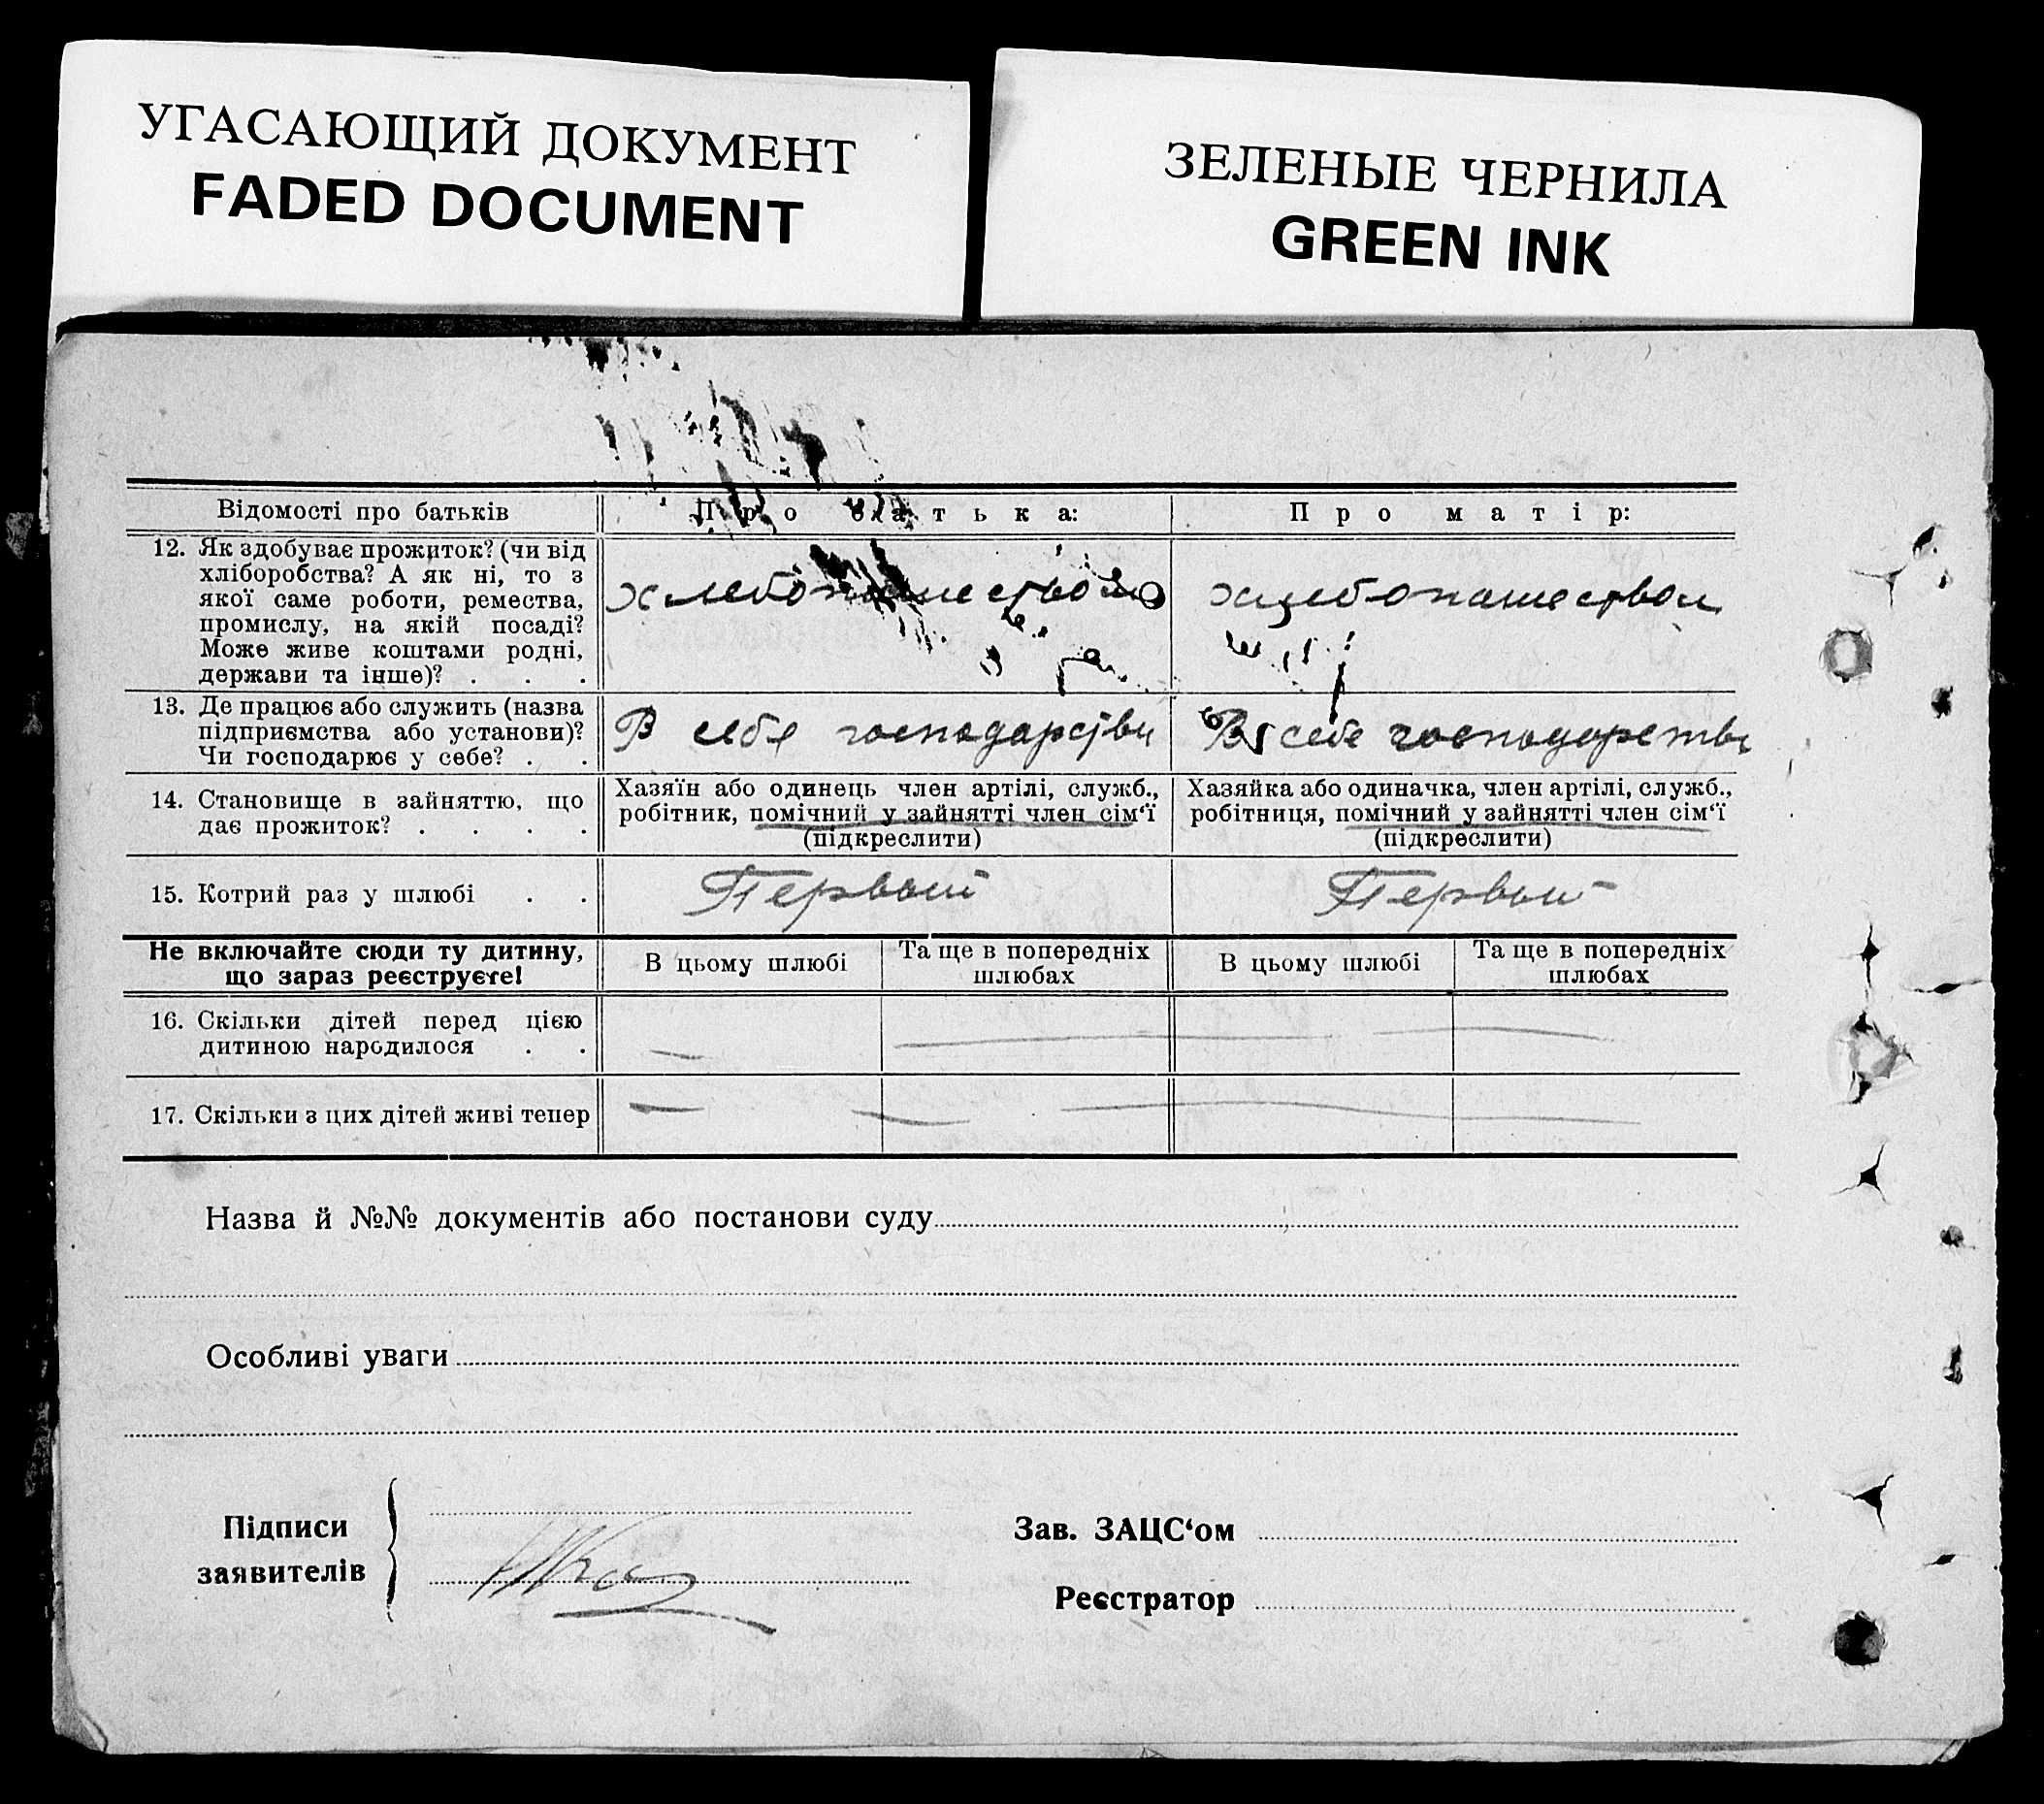 УГАСАЮЩИЙ ДОКУМЕНТ
FADED DOCUMENT
ЗЕЛЕНЫЕ ЧЕРНИЛА
GREEN INK
Відомості про батьків
Про батька:
Про матір:
12. Як здобуває прожиток? (чи від
хліборобства? А як ні, то з
якої саме роботи, ремества,
промислу, на якій посаді?
Може живе коштами родні,
держави та інше)? . . .
хлебопашеством
хлебопашеством
13. Де працює або служить (назва
підприємства або установи)?
Чи господарює у себе? . .
В себе господарстви
В себе господарстві
14. Становище в зайняттю, що
дає прожиток? . . . .
Хазяїн або одинець член артілі, служб.,
робітник, помічний у зайнятті член сім‘ї
(підкреслити)
Хазяйка або одиначка, член артілі, служб.,
робітниця, помічний у зайнятті член сім‘ї
(підкреслити)
15. Котрий раз у шлюбі . .
Первый
Первый
Не включайте сюди ту дитину,
що зараз реєструєте!
В цьому шлюбі
Та ще в попередніх
шлюбах
В цьому шлюбі
Та ще в попередніх
шлюбах
16. Скільки дітей перед цією
дитиною народилося . .
17. Скільки з цих дітей живі тепер
Назва й №№ документів або постанови суду
Особливі уваги
Підписи
заявителів
Зав. ЗАЦС‘ом
Реєстратор